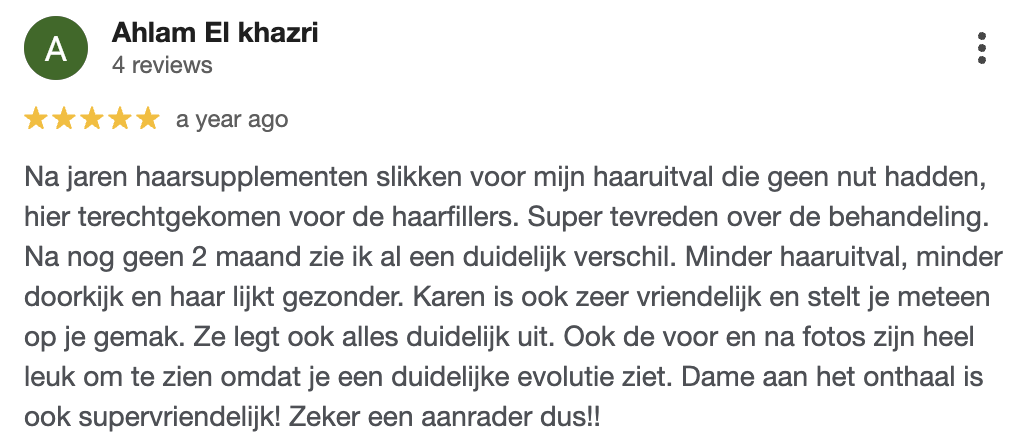 A
Ahlam El khazri
4 reviews
a year ago
Na jaren haarsupplementen slikken voor mijn haaruitval die geen nut hadden,
hier terechtgekomen voor de haarfillers. Super tevreden over de behandeling.
Na nog geen 2 maand zie ik al een duidelijk verschil. Minder haaruitval, minder
doorkijk en haar lijkt gezonder. Karen is ook zeer vriendelijk en stelt je meteen
op je gemak. Ze legt ook alles duidelijk uit. Ook de voor en na fotos zijn heel
leuk om te zien omdat je een duidelijke evolutie ziet. Dame aan het onthaal is
ook supervriendelijk! Zeker een aanrader dus!!